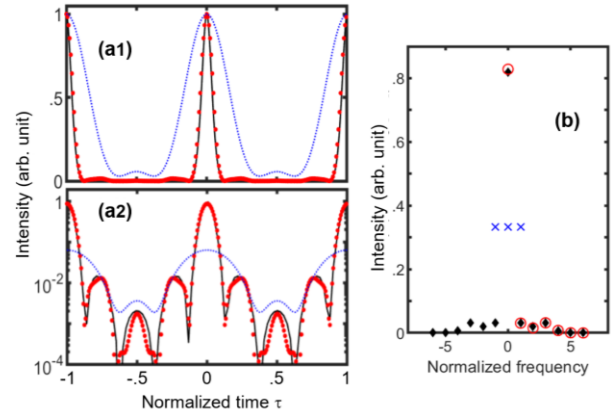 (a1)
1
.5
0
Intensity (arb. unit)
(a2)
1
10-2
10-4
-1
-.5
0
.5
1
Normalized time τ
(b)
.8
.6
.4
.2
0
Intensity (arb. unit)
-5
0
5
Normalized frequency